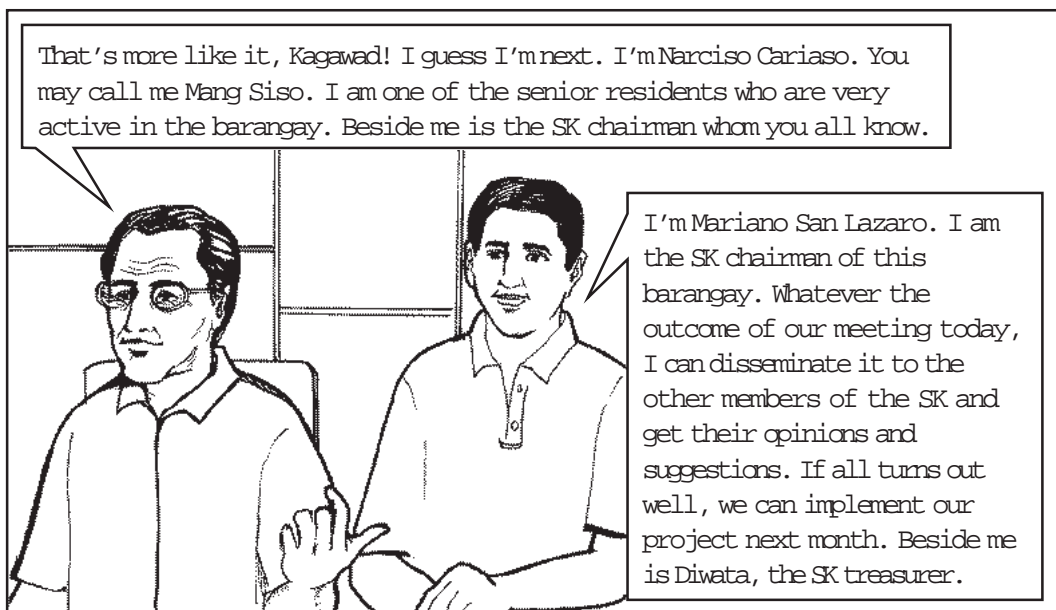 That's more like it, Kagawad! I guess I'm next. I'm Narciso Cariaso. You
may call me Mang Siso. I am one of the senior residents who are very
active in the barangay. Beside me is the SK chairman whom you all know.
I'm Mariano San Lazaro. I am
the SK chairman of this
barangay. Whatever the
outcome of our meeting today,
I can disseminate it to the
other members of the SK and
get their opinions and
suggestions. If all turns out
well, we can implement our
project next month. Beside me
is Diwata, the SK treasurer.